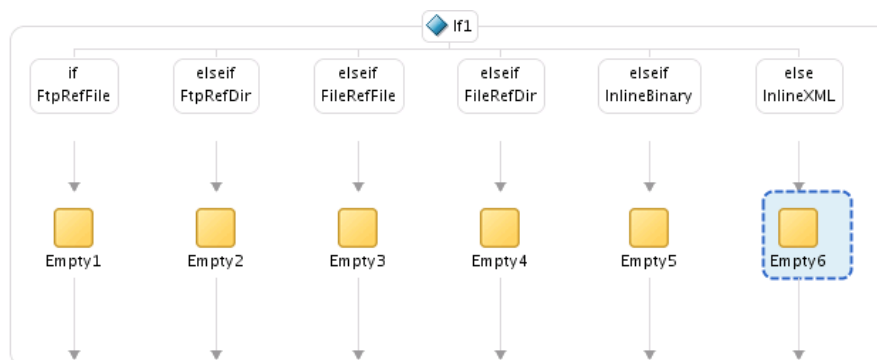 If1
if
FtpRefFile
elseif
FtpRefDir
elseif
FileRefFile
elseif
FileRefDir
elseif
InlineBinary
else
InlineXML
Empty1
Empty2
Empty3
Empty4
Empty5
Empty6